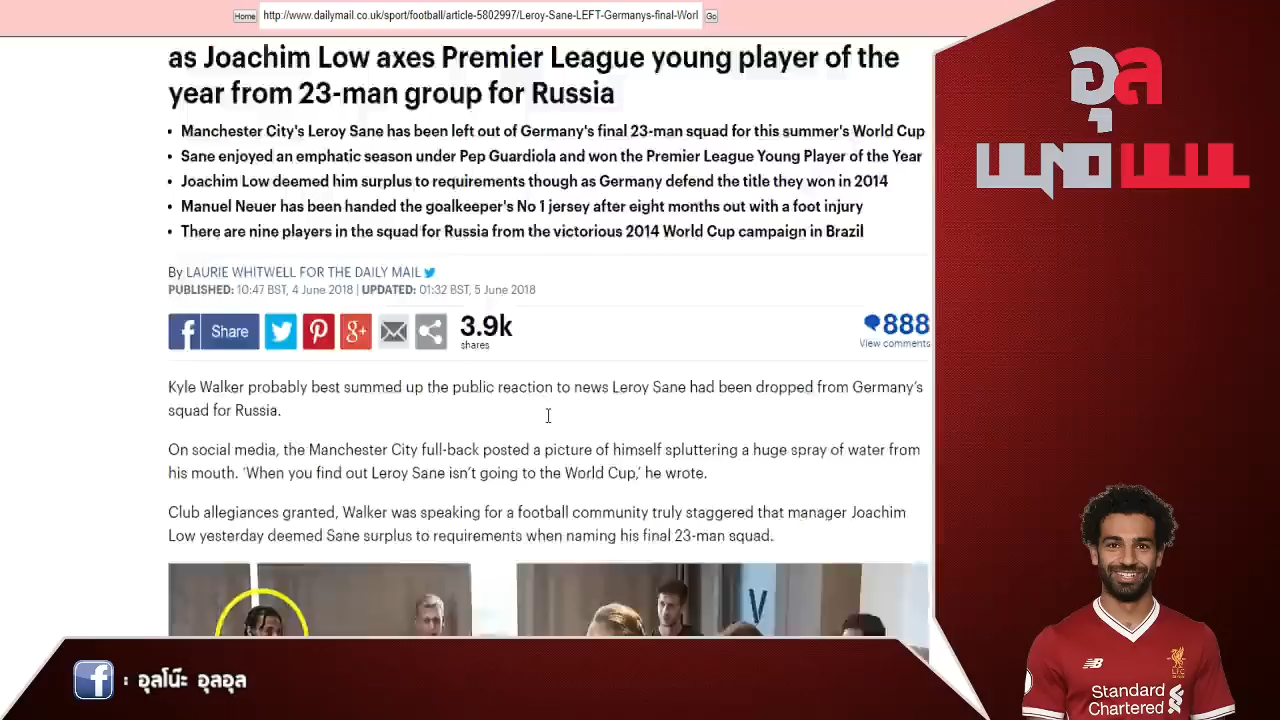 Home http://www.dailymail.co.uk/sport/football/article-5802997/Leroy-Sane-LEFT-Germanys-final-Worl Go
as Joachim Low axes Premier League young player of the
year from 23-man group for Russia
• Manchester City's Leroy Sane has been left out of Germany's final 23-man squad for this summer's World Cup
• Sane enjoyed an emphatic season under Pep Guardiola and won the Premier League Young Player of the Year
• Joachim Low deemed him surplus to requirements though as Germany defend the title they won in 2014
• Manuel Neuer has been handed the goalkeeper's No 1 jersey after eight months out with a foot injury
• There are nine players in the squad for Russia from the victorious 2014 World Cup campaign in Brazil
By LAURIE WHITWELL FOR THE DAILY MAIL
PUBLISHED: 10:47 BST, 4 June 2018 | UPDATED: 01:32 BST, 5 June 2018
Share
3.9k
shares
888
View comments
Kyle Walker probably best summed up the public reaction to news Leroy Sane had been dropped from Germany's
squad for Russia.
On social media, the Manchester City full-back posted a picture of himself spluttering a huge spray of water from
his mouth. 'When you find out Leroy Sane isn't going to the World Cup,' he wrote.
Club allegiances granted, Walker was speaking for a football community truly staggered that manager Joachim
Low yesterday deemed Sane surplus to requirements when naming his final 23-man squad.
อุล
: อุลโน๊ะ อุลอุล
Standard
Chartered